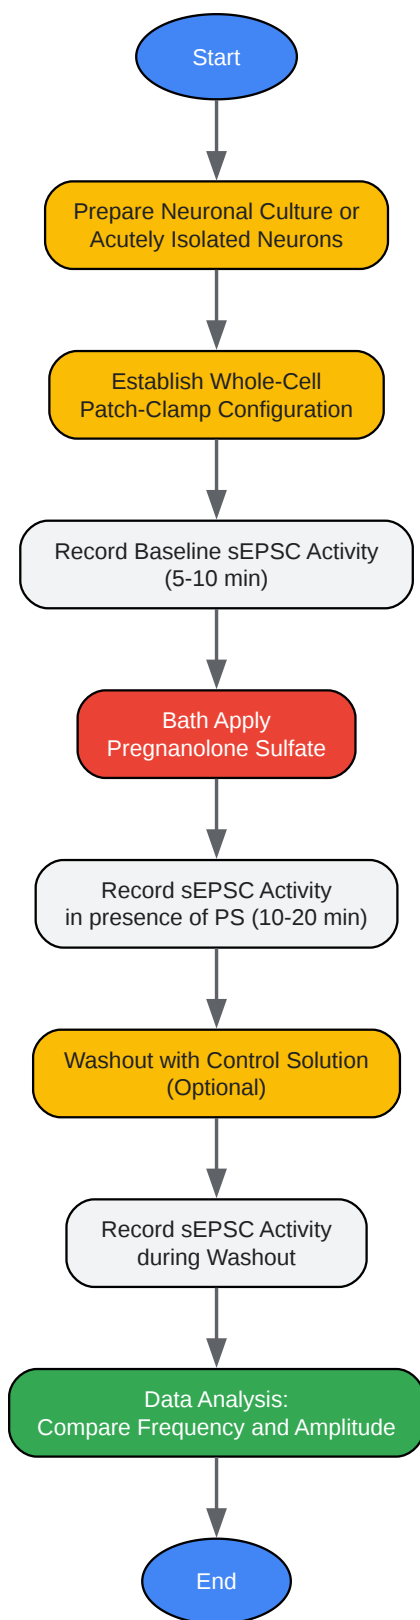 Start
Prepare Neuronal Culture or
Acutely Isolated Neurons
Establish Whole-Cell
Patch-Clamp Configuration
Record Baseline sEPSC Activity
(5-10 min)
Bath Apply
Pregnanolone Sulfate
Record sEPSC Activity
in presence of PS (10-20 min)
Washout with Control Solution
(Optional)
Record sEPSC Activity
during Washout
Data Analysis:
Compare Frequency and Amplitude
End